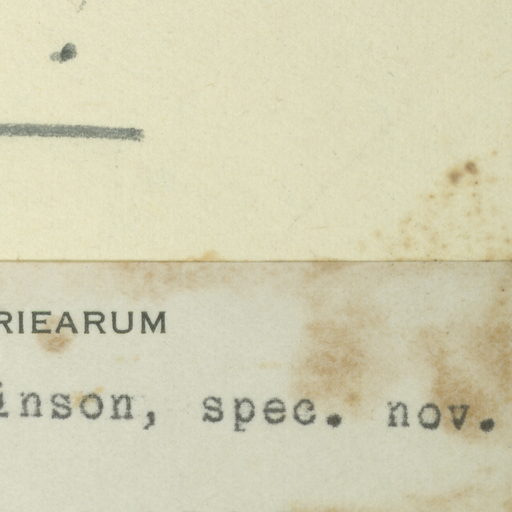 RIEARUM
inson, spec. nov.